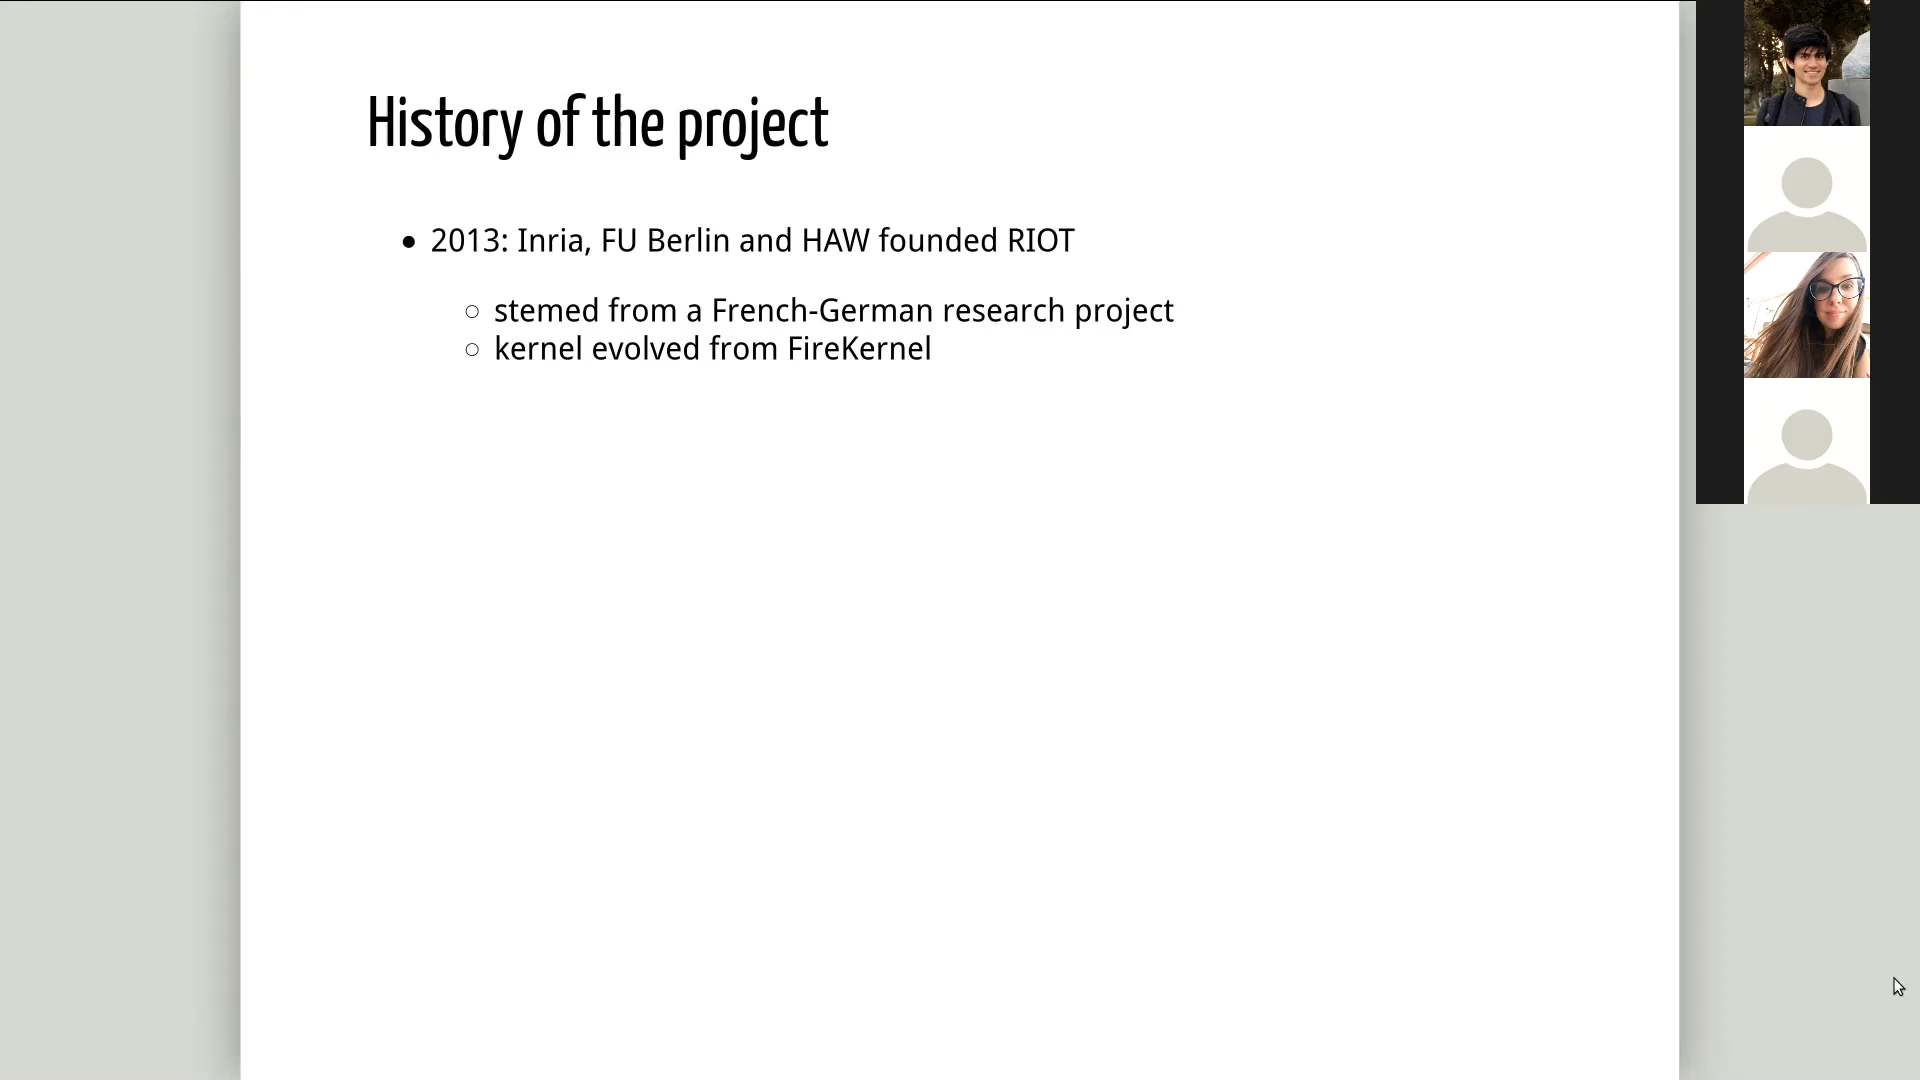 History of the project
• 2013: Inria, FU Berlin and HAW founded RIOT
○ stemed from a French-German research project
○ kernel evolved from FireKernel